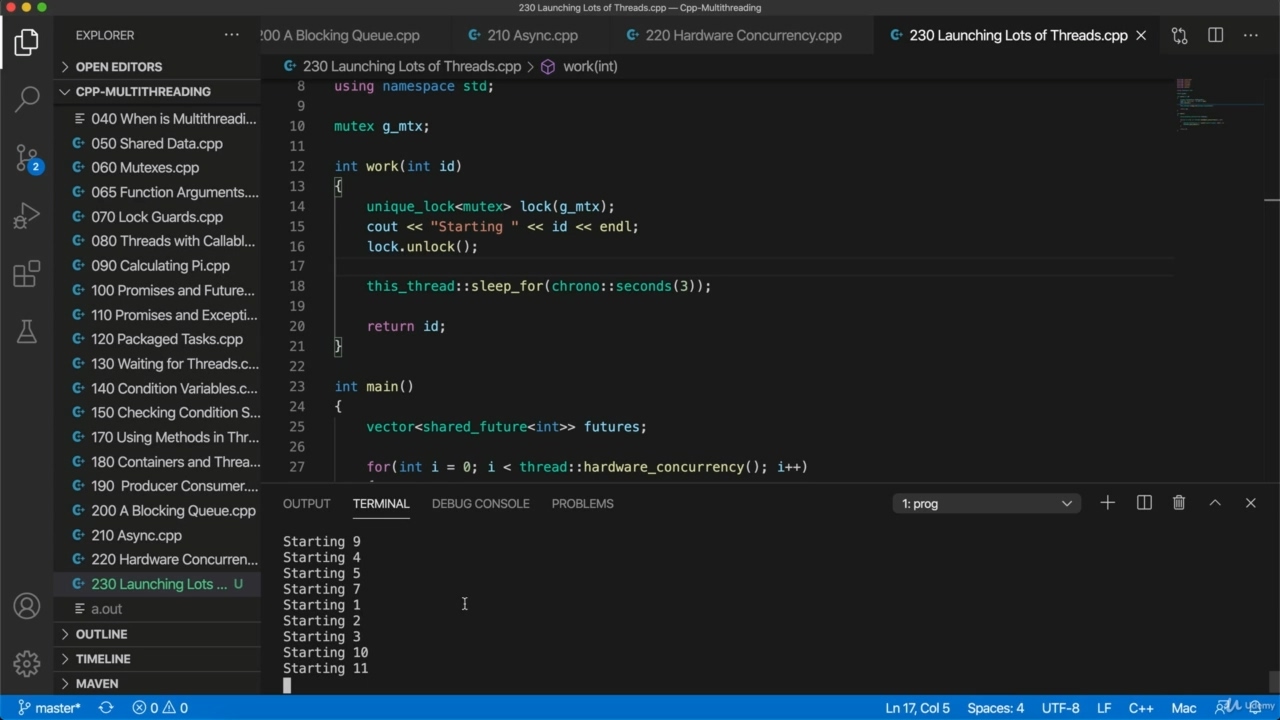 230 Launching Lots of Threads.cpp — Cpp-Multithreading
EXPLORER
200 A Blocking Queue.cpp
210 Async.cpp
220 Hardware Concurrency.cpp
230 Launching Lots of Threads.cpp
OPEN EDITORS
CPP-MULTITHREADING
040 When is Multithreadi...
050 Shared Data.cpp
060 Mutexes.cpp
065 Function Arguments....
070 Lock Guards.cpp
080 Threads with Callabl...
090 Calculating Pi.cpp
100 Promises and Future...
110 Promises and Excepti...
120 Packaged Tasks.cpp
130 Waiting for Threads.c...
140 Condition Variables.c...
150 Checking Condition S...
170 Using Methods in Thr...
180 Containers and Threa...
190 Producer Consumer....
200 A Blocking Queue.cpp
210 Async.cpp
220 Hardware Concurren...
230 Launching Lots ... U
a.out
OUTLINE
TIMELINE
MAVEN
2
230 Launching Lots of Threads.cpp > work(int)
8 using namespace std;
9
10 mutex g_mtx;
11
12 int work(int id)
13 {
14 unique_lock<mutex> lock(g_mtx);
15 cout << "Starting " << id << endl;
16 lock.unlock();
17
18 this_thread::sleep_for(chrono::seconds(3));
19
20 return id;
21 }
22
23 int main()
24 {
25 vector<shared_future<int>> futures;
26
27 for(int i = 0; i < thread::hardware_concurrency(); i++)
OUTPUT TERMINAL DEBUG CONSOLE PROBLEMS 1: prog
Starting 9
Starting 4
Starting 5
Starting 7
Starting 1
Starting 2
Starting 3
Starting 10
Starting 11
master* 0 0 Ln 17, Col 5 Spaces: 4 UTF-8 LF C++ Mac Udemy